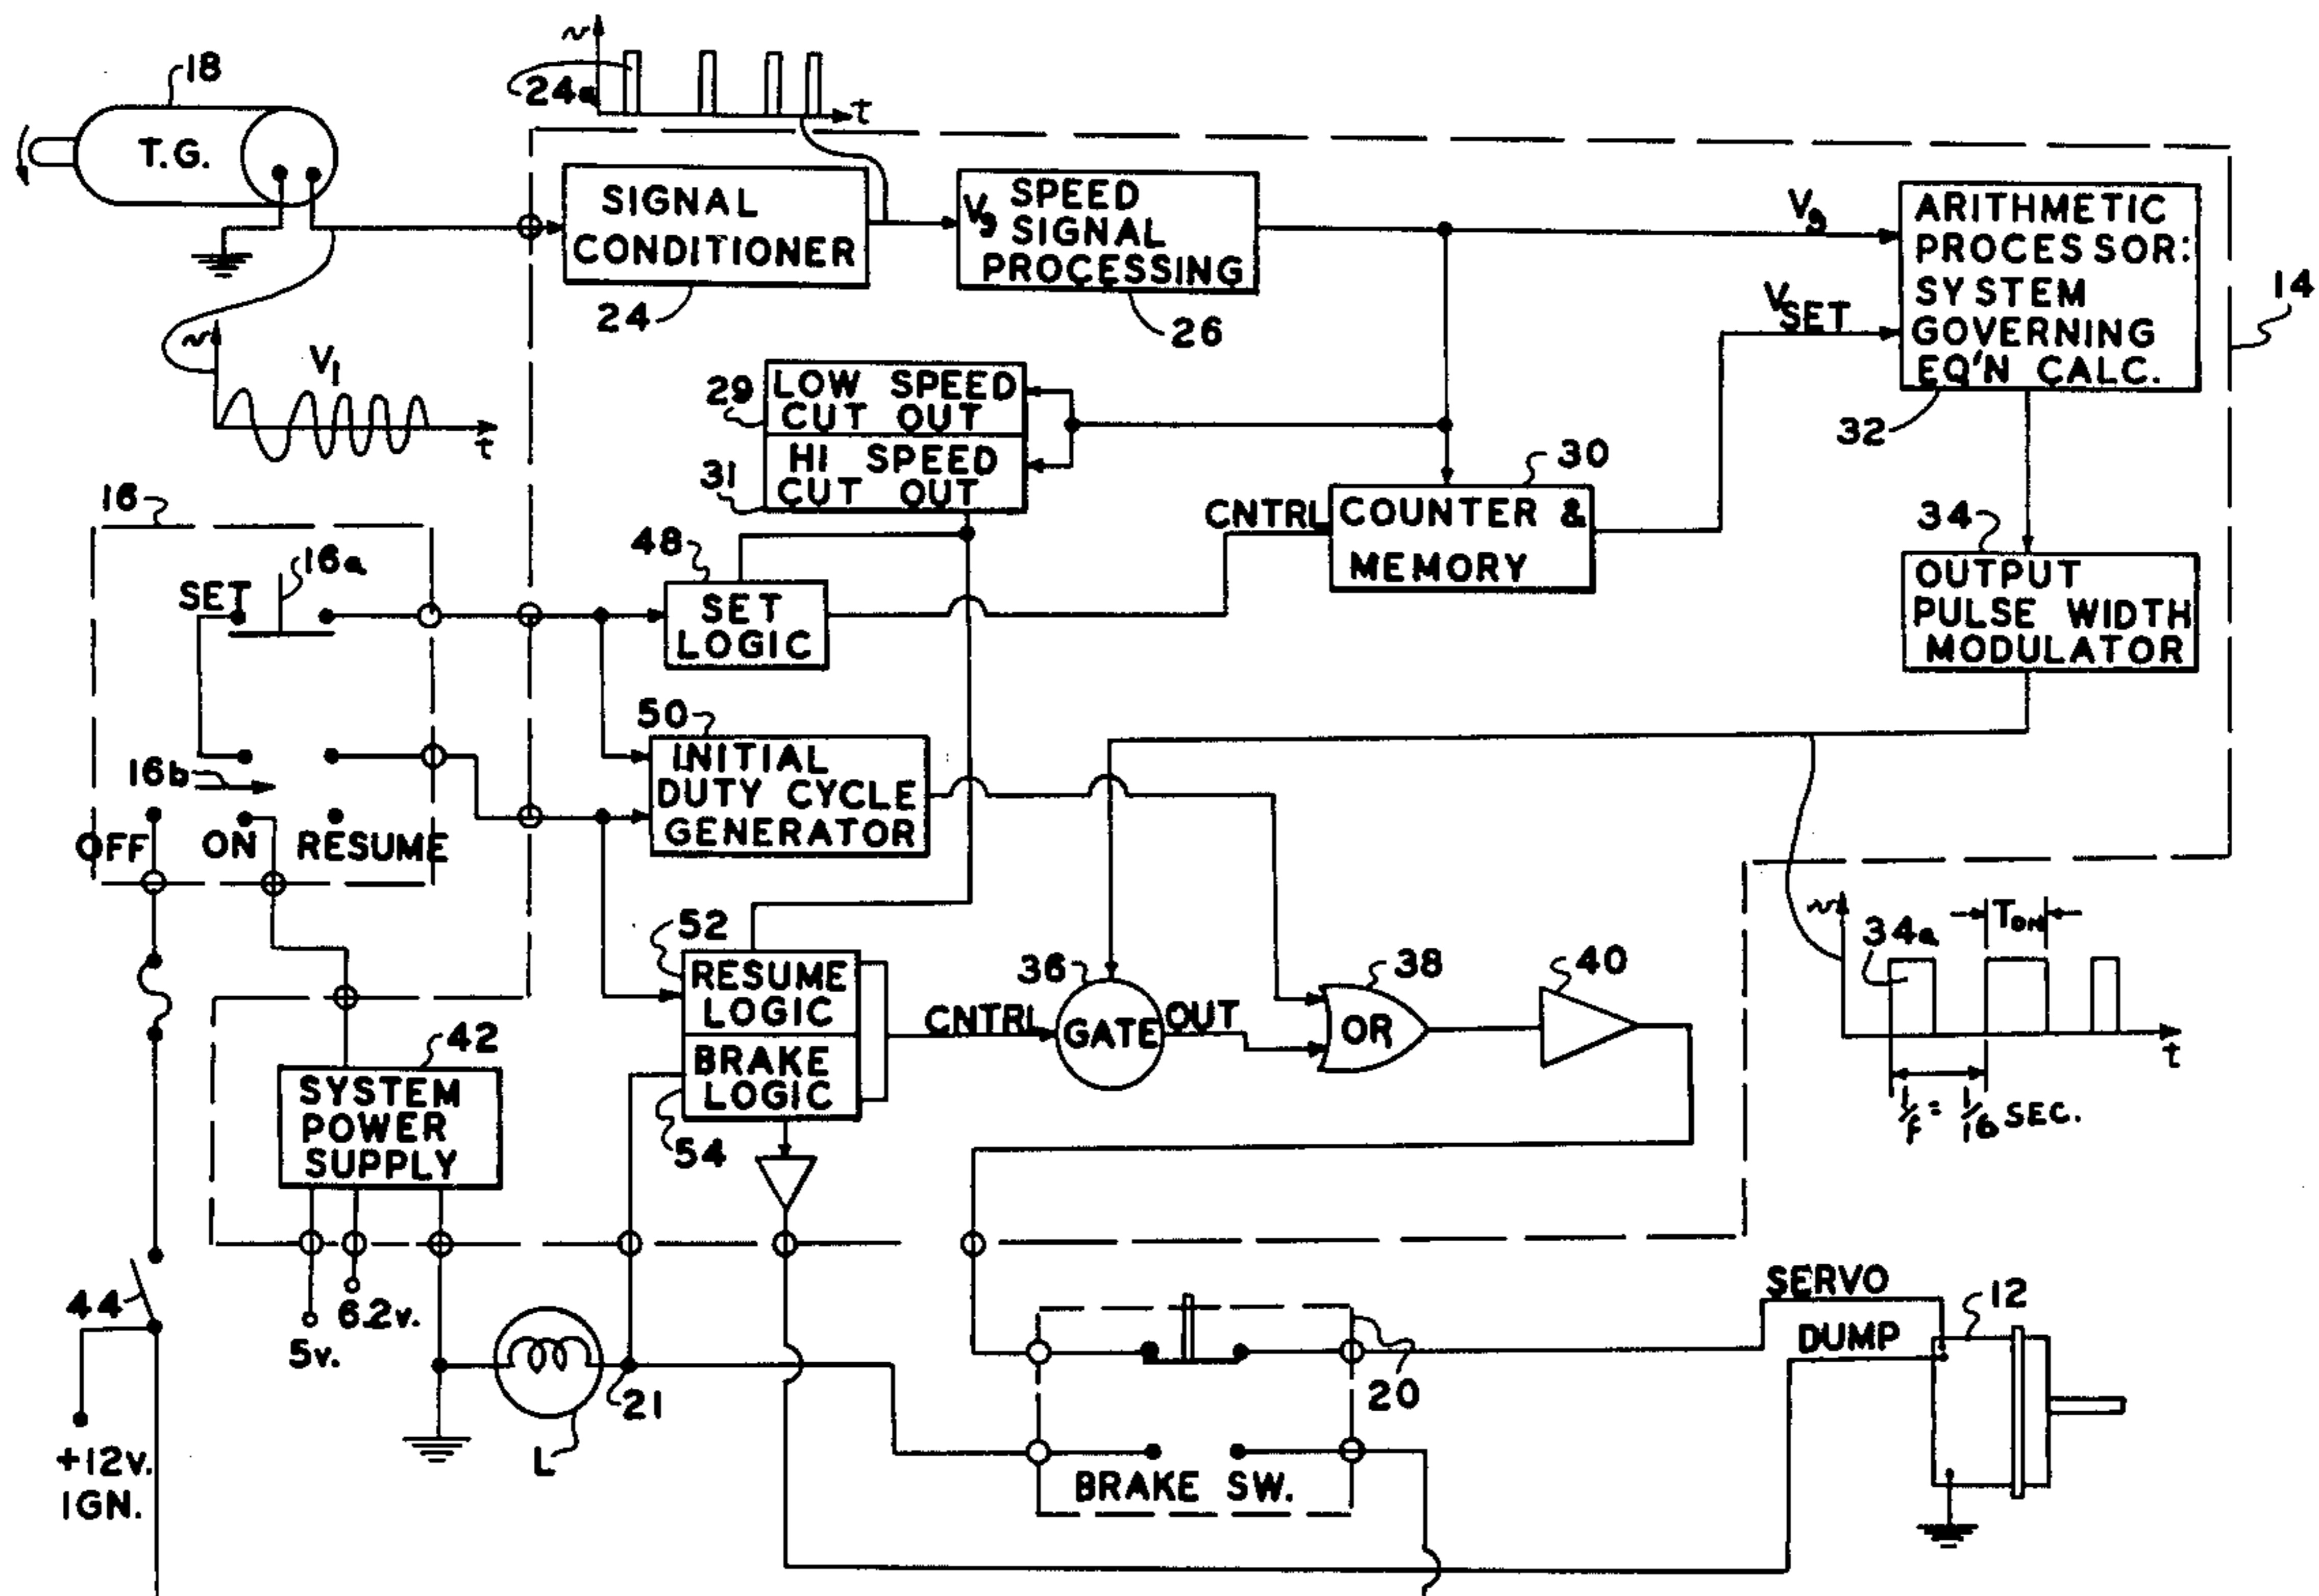 18
T.G.
24a
t
SIGNAL
CONDITIONER
24
Vg
SPEED
SIGNAL
PROCESSING
26
Vg
VSET
ARITHMETIC
PROCESSOR:
SYSTEM
GOVERNING
EQ'N CALC.
32
14
V1
t
29
LOW SPEED
CUT OUT
HI SPEED
CUT OUT
31
30
CNTRL
COUNTER &
MEMORY
34
OUTPUT
PULSE WIDTH
MODULATOR
16
16a
SET
16b
OFF
ON
RESUME
48
SET
LOGIC
50
INITIAL
DUTY CYCLE
GENERATOR
52
RESUME
LOGIC
BRAKE
LOGIC
54
CNTRL
36
GATE
OUT
38
OR
40
34a
TON
t
1/F = 1/16 SEC.
42
SYSTEM
POWER
SUPPLY
44
5v.
6.2v.
+12v.
IGN.
L
21
20
BRAKE SW.
SERVO
DUMP
12